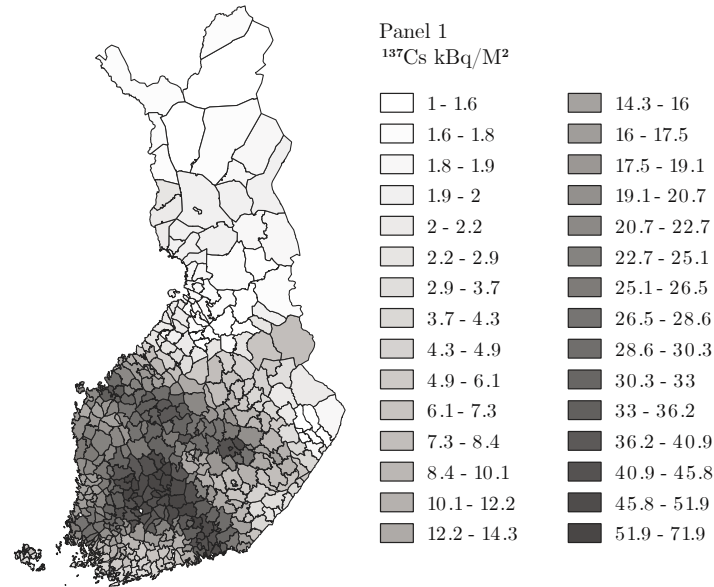 Panel 1
¹³⁷Cs kBq/M²
1 - 1.6
1.6 - 1.8
1.8 - 1.9
1.9 - 2
2 - 2.2
2.2 - 2.9
2.9 - 3.7
3.7 - 4.3
4.3 - 4.9
4.9 - 6.1
6.1 - 7.3
7.3 - 8.4
8.4 - 10.1
10.1 - 12.2
12.2 - 14.3
14.3 - 16
16 - 17.5
17.5 - 19.1
19.1 - 20.7
20.7 - 22.7
22.7 - 25.1
25.1 - 26.5
26.5 - 28.6
28.6 - 30.3
30.3 - 33
33 - 36.2
36.2 - 40.9
40.9 - 45.8
45.8 - 51.9
51.9 - 71.9